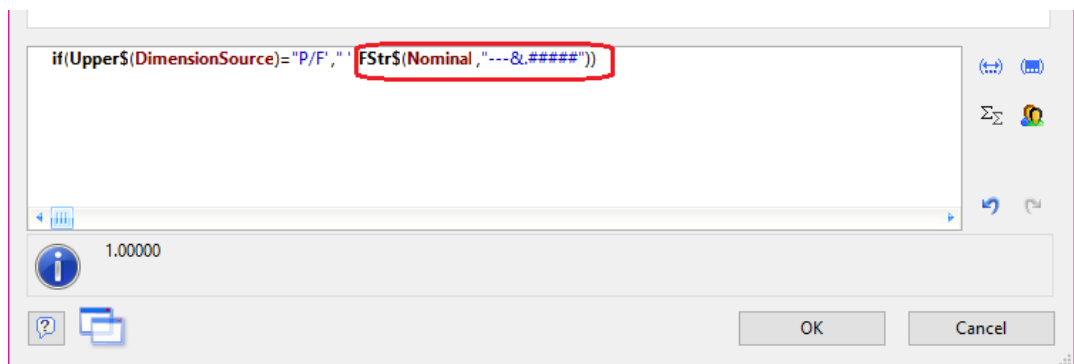 if(Upper$(DimensionSource)="P/F"," ",FStr$(Nominal ,"---&.#####"))
1.00000
OK
Cancel